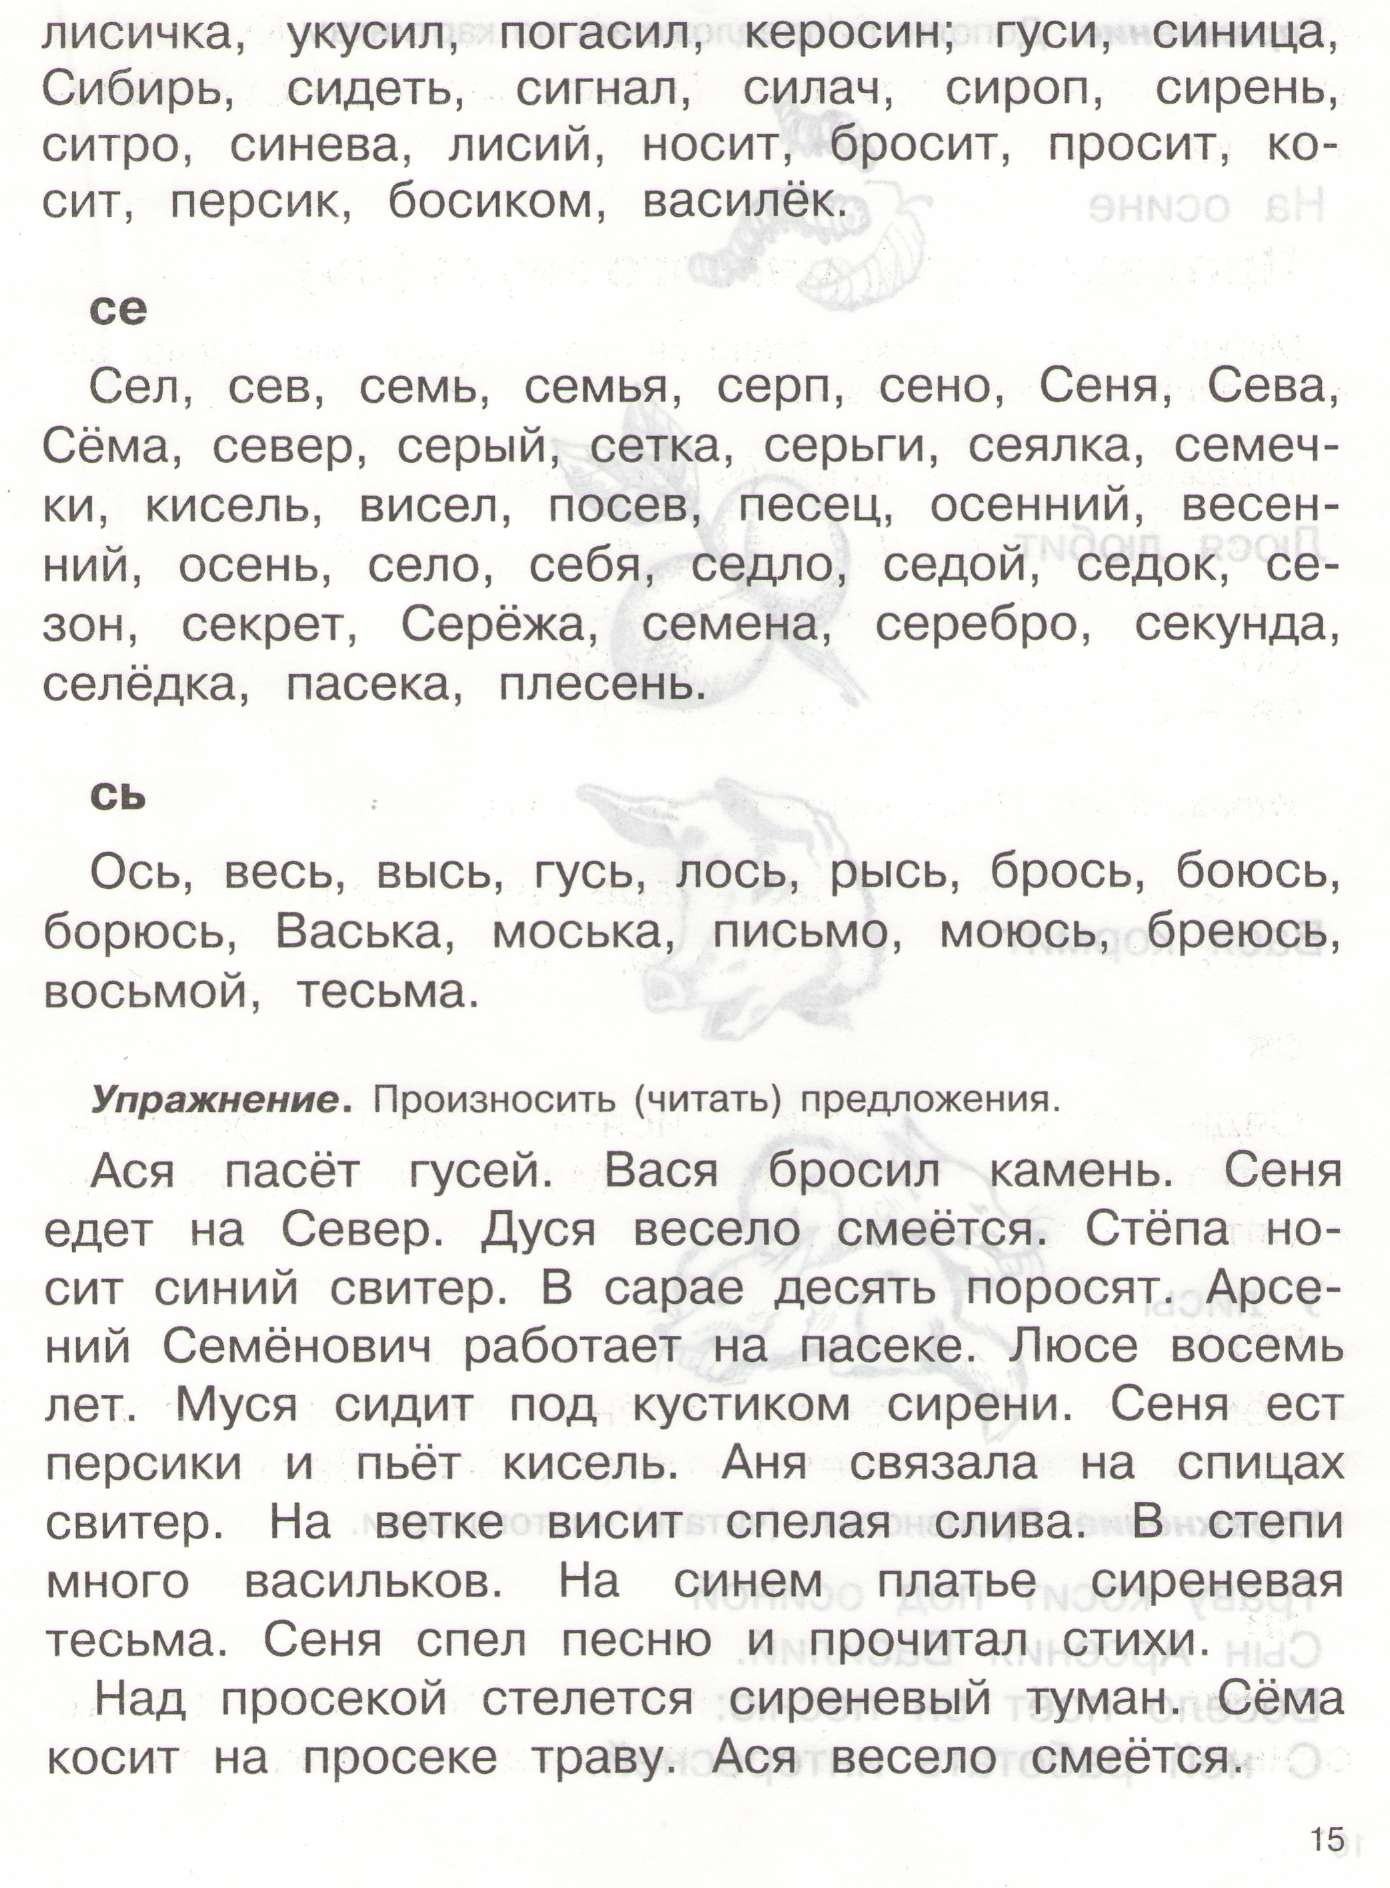 лисичка, укусил, погасил, керосин; гуси, синица,
Сибирь, сидеть, сигнал, силач, сироп, сирень,
ситро, синева, лисий, носит, бросит, просит, ко-
сит, персик, босиком, василёк.
се
Сел, сев, семь, семья, серп, сено, Сеня, Сева,
Сёма, север, серый, сетка, серьги, сеялка, семеч-
ки, кисель, висел, посев, песец, осенний, весен-
ний, осень, село, себя, седло, седой, седок, се-
зон, секрет, Серёжа, семена, серебро, секунда,
селёдка, пасека, плесень.
сь
Ось, весь, высь, гусь, лось, рысь, брось, боюсь,
борюсь, Васька, моська, письмо, моюсь, бреюсь,
восьмой, тесьма.
Упражнение. Произносить (читать) предложения.
Ася пасёт гусей. Вася бросил камень. Сеня
едет на Север. Дуся весело смеётся. Стёпа но-
сит синий свитер. В сарае десять поросят. Арсе-
ний Семёнович работает на пасеке. Люсе восемь
лет. Муся сидит под кустиком сирени. Сеня ест
персики и пьёт кисель. Аня связала на спицах
свитер. На ветке висит спелая слива. В степи
много васильков. На синем платье сиреневая
тесьма. Сеня спел песню и прочитал стихи.
Над просекой стелется сиреневый туман. Сёма
косит на просеке траву. Ася весело смеётся.
15